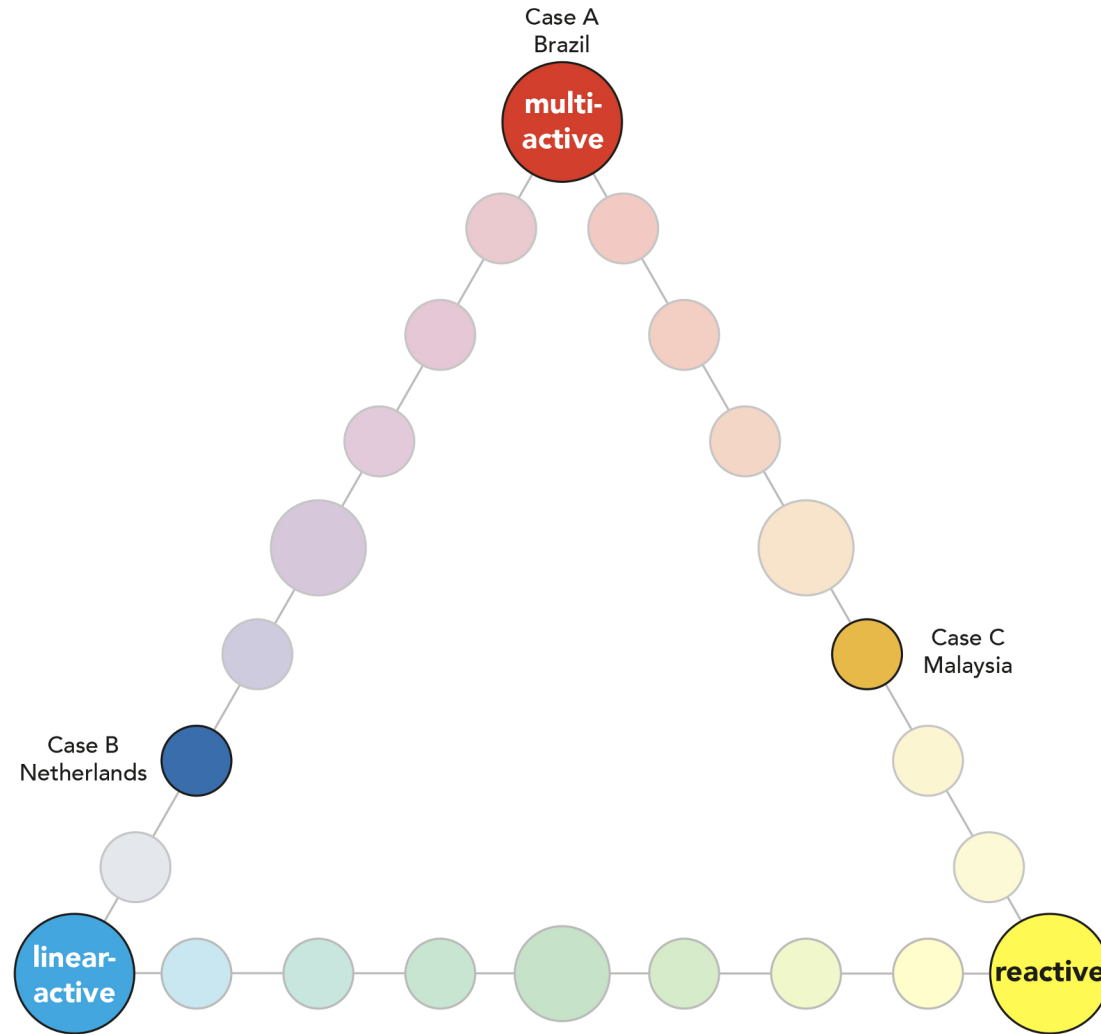 Case A
Brazil
multi-
active
Case C
Malaysia
Case B
Netherlands
linear-
active
reactive